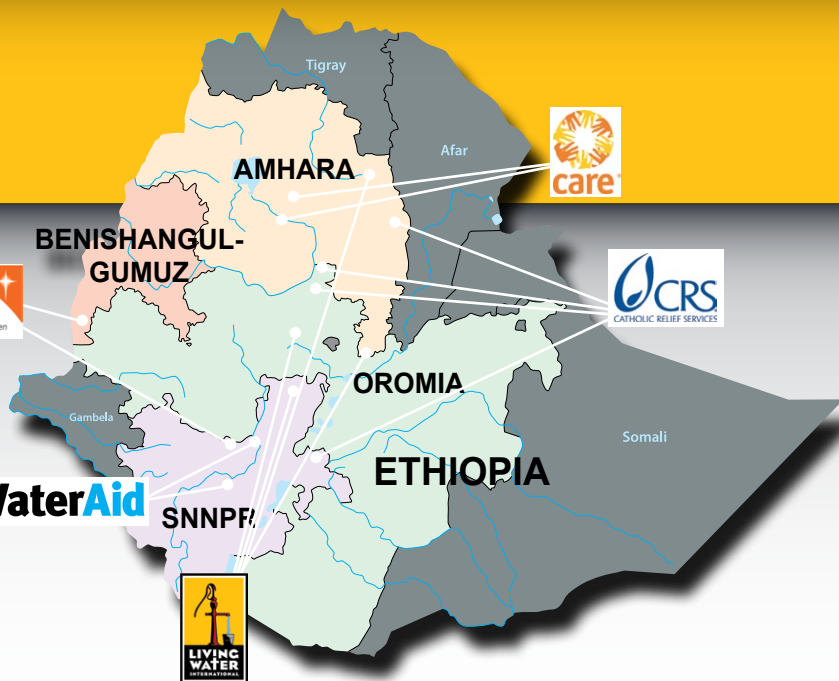 Tigray
Afar
AMHARA
care
BENISHANGUL-
GUMUZ
CRS
CATHOLIC RELIEF SERVICES
en
OROMIA
Gambela
Somali
ETHIOPIA
WaterAid
SNNPR
LIVING
WATER
INTERNATIONAL